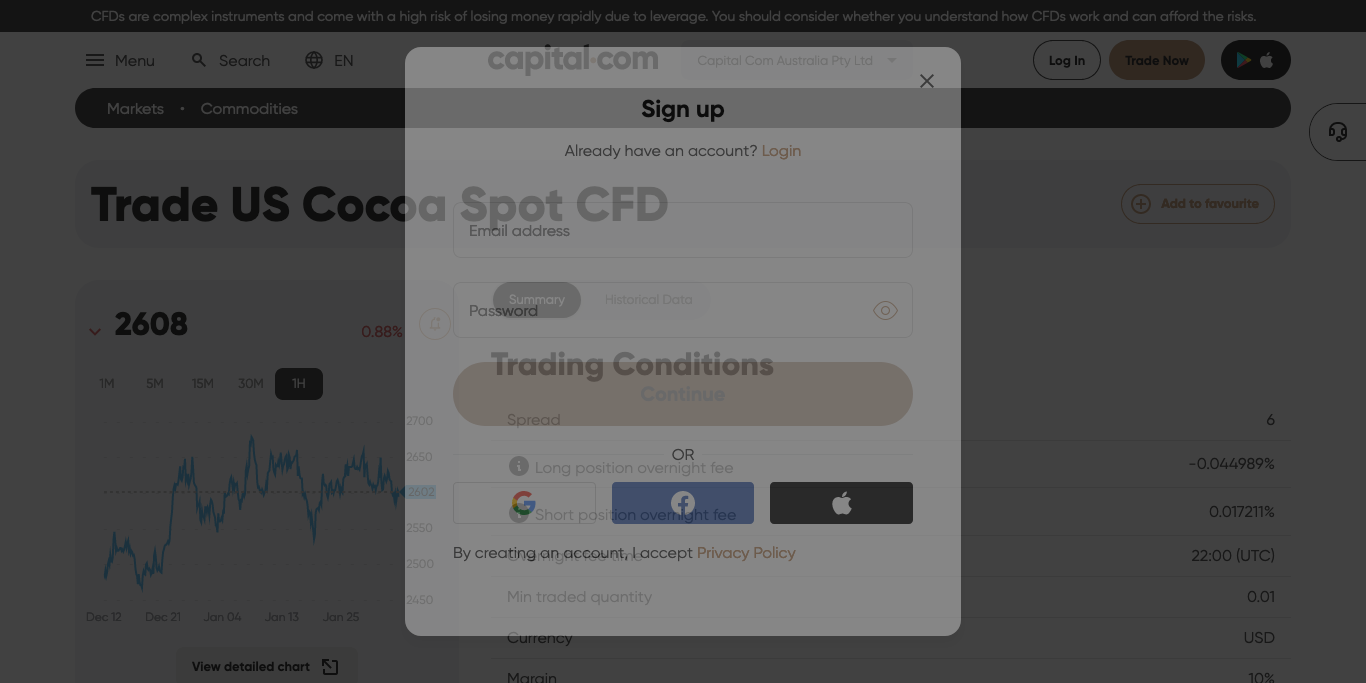 CFDs are complex instruments and come with a high risk of losing money rapidly due to leverage. You should consider whether you understand how CFDs work and can afford the risks.
Menu
Search
EN
capital.com
Capital Com Australia Pty Ltd
Log In
Trade Now
Markets • Commodities
Sign up
Already have an account? Login
Trade US Cocoa Spot CFD
Add to favourite
Email address
Password
Continue
OR
By creating an account, I accept Privacy Policy
2608
0.88%
1M 5M 15M 30M 1H
2700
2650
2602
2550
2500
2450
Dec 12 Dec 21 Jan 04 Jan 13 Jan 25
View detailed chart
Summary
Historical Data
Trading Conditions
Spread 6
Long position overnight fee -0.044989%
Short position overnight fee 0.017211%
Overnight fee time 22:00 (UTC)
Min traded quantity 0.01
Currency USD
Margin 10%